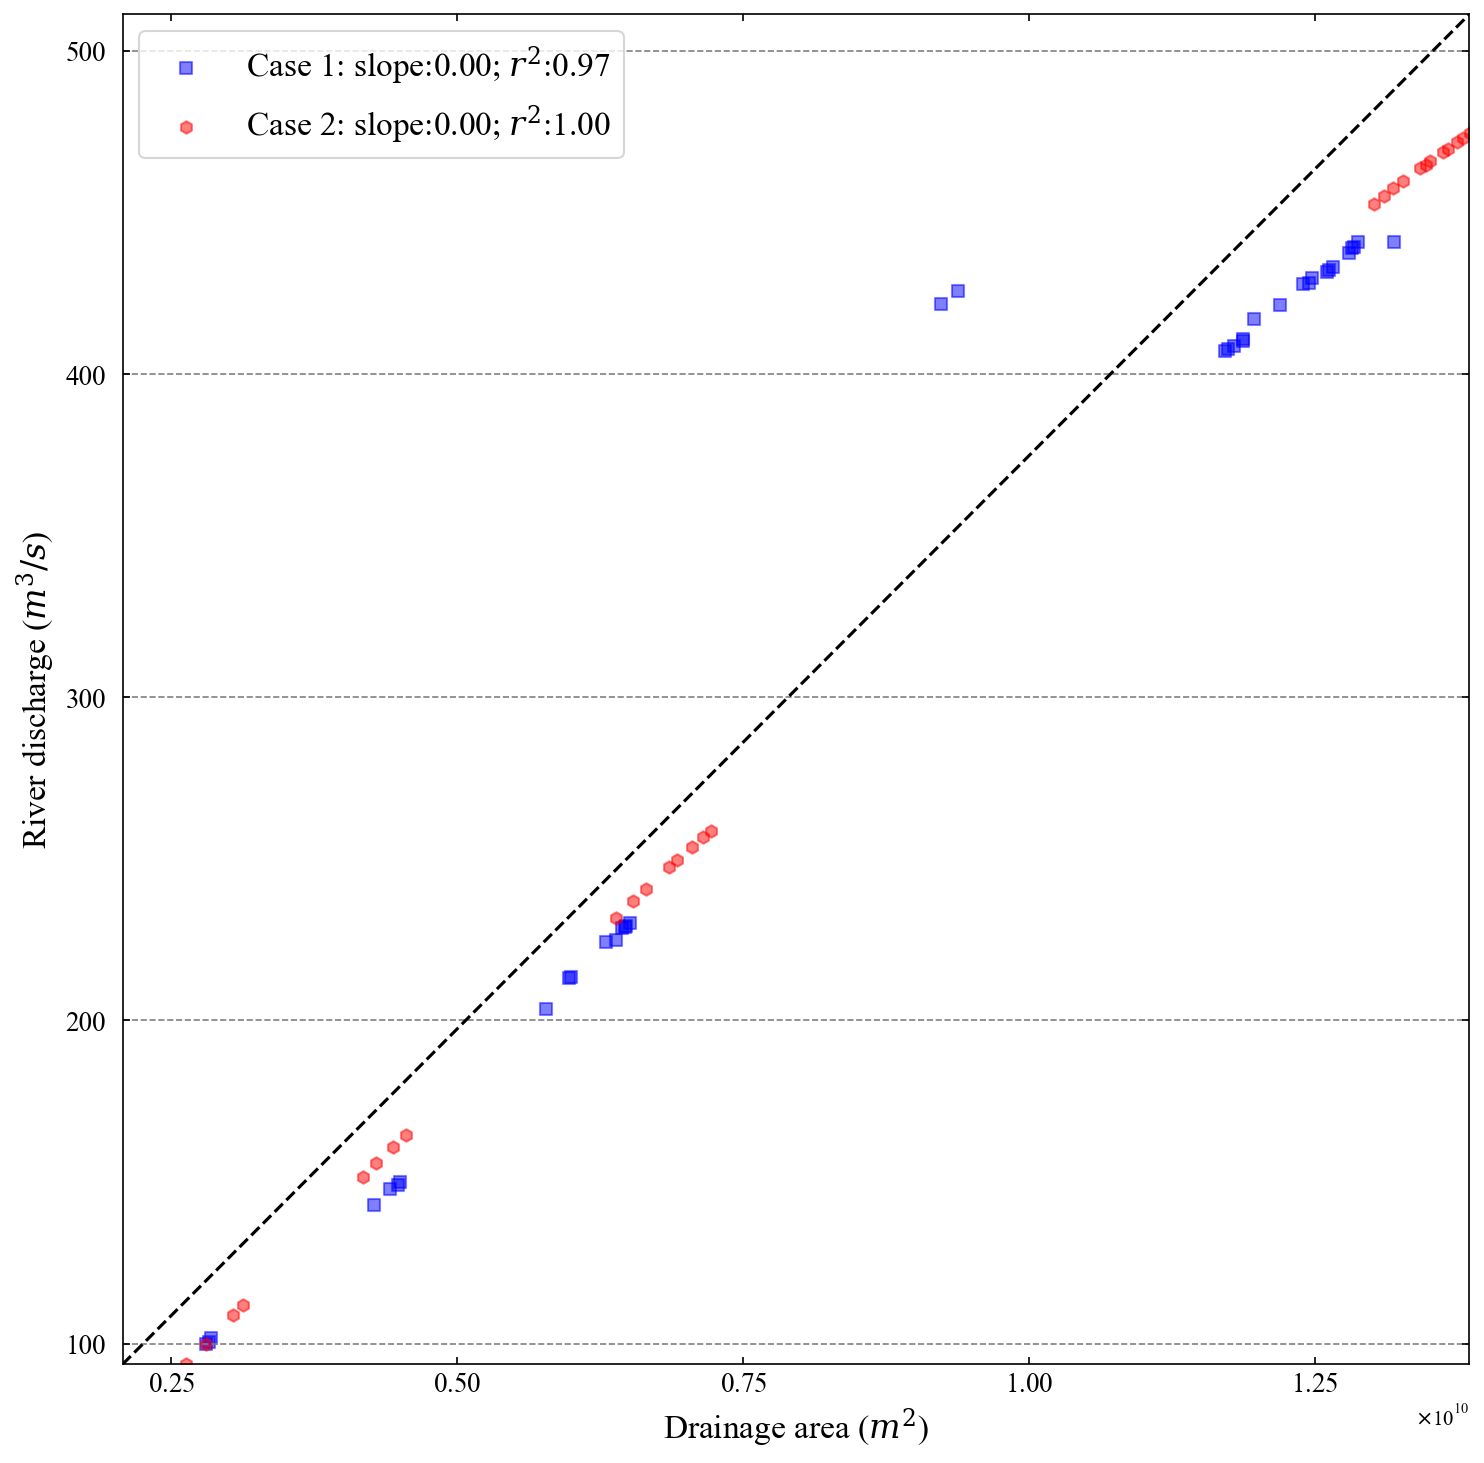 Case 1: slope:0.00; r²:0.97
Case 2: slope:0.00; r²:1.00
500
400
300
200
100
River discharge (m³/s)
0.25 0.50 0.75 1.00 1.25
×10¹⁰
Drainage area (m²)